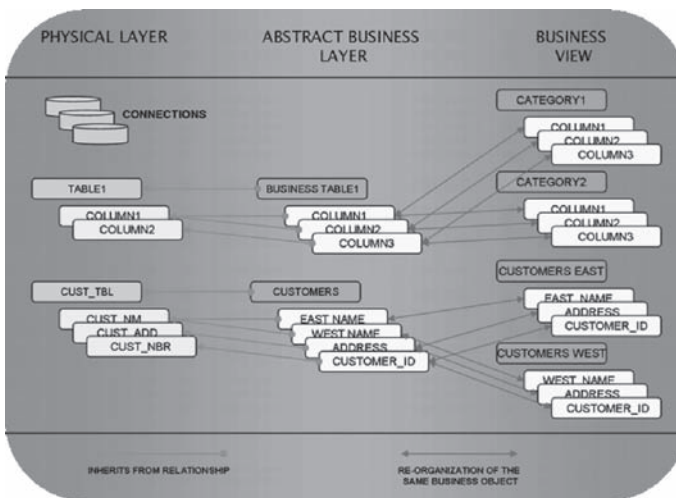 PHYSICAL LAYER
ABSTRACT BUSINESS
LAYER
BUSINESS
VIEW
CONNECTIONS
TABLE1
COLUMN1
COLUMN2
BUSINESS TABLE1
COLUMN1
COLUMN2
COLUMN3
CATEGORY1
COLUMN1
COLUMN2
COLUMN3
CATEGORY2
COLUMN1
COLUMN2
COLUMN3
CUST_TBL
CUST_NM
CUST_ADD
CUST_NBR
CUSTOMERS
EAST NAME
WEST NAME
ADDRESS
CUSTOMER_ID
CUSTOMERS EAST
EAST_NAME
ADDRESS
CUSTOMER_ID
CUSTOMERS WEST
WEST_NAME
ADDRESS
CUSTOMER_ID
INHERITS FROM RELATIONSHIP
RE-ORGANIZATION OF THE
SAME BUSINESS OBJECT